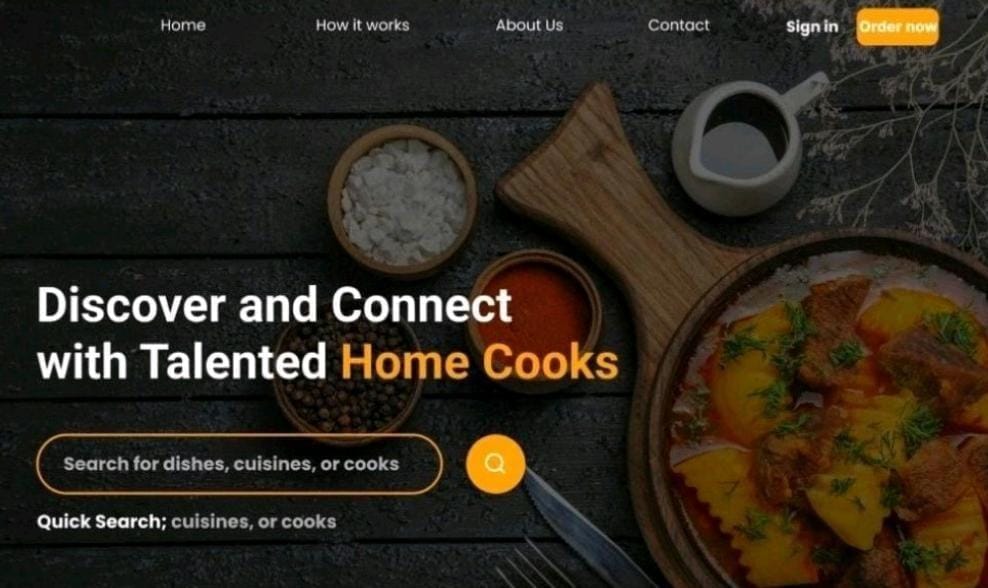 Home How it works About Us Contact Sign in Order now
Discover and Connect
with Talented Home Cooks
Search for dishes, cuisines, or cooks
Quick Search; cuisines, or cooks